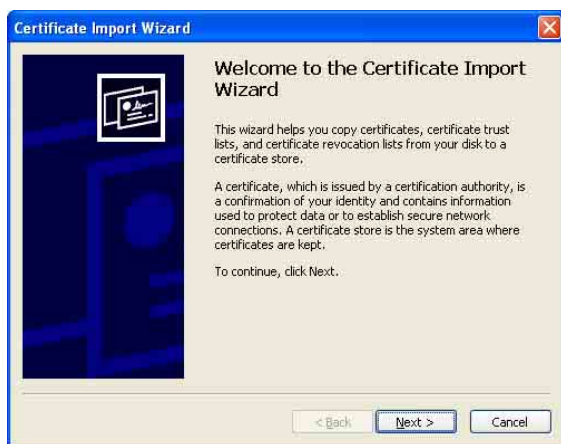 Certificate Import Wizard
Welcome to the Certificate Import
Wizard
This wizard helps you copy certificates, certificate trust
lists, and certificate revocation lists from your disk to a
certificate store.
A certificate, which is issued by a certification authority, is
a confirmation of your identity and contains information
used to protect data or to establish secure network
connections. A certificate store is the system area where
certificates are kept.
To continue, click Next.
< Back
Next >
Cancel